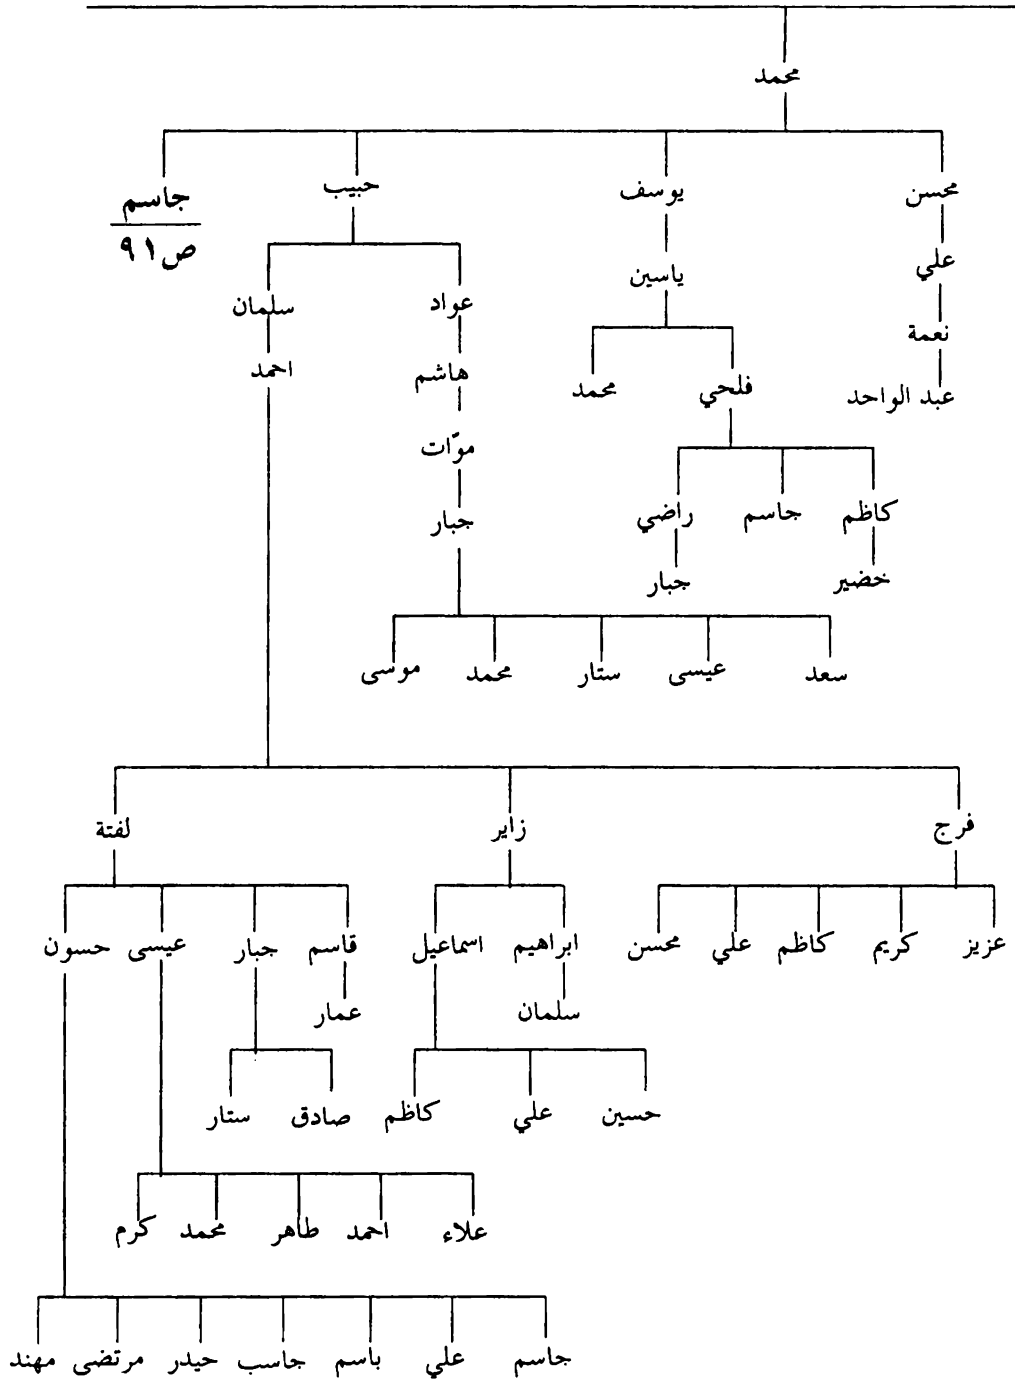 محمد
محسن يوسف حبيب جاسم
ص ٩١
علي ياسين عواد سلمان
نعمة
عبد الواحد فلحي محمد هاشم احمد
موّات
كاظم جاسم راضي جبار
خضير جبار
سعد عيسى ستار محمد موسى
فرج زاير لفتة
عزيز كريم كاظم علي محسن ابراهيم اسماعيل قاسم جبار عيسى حسون
سلمان عمار
حسين علي كاظم صادق ستار
علاء احمد طاهر محمد كرم
جاسم علي باسم جاسب حيدر مرتضى مهند